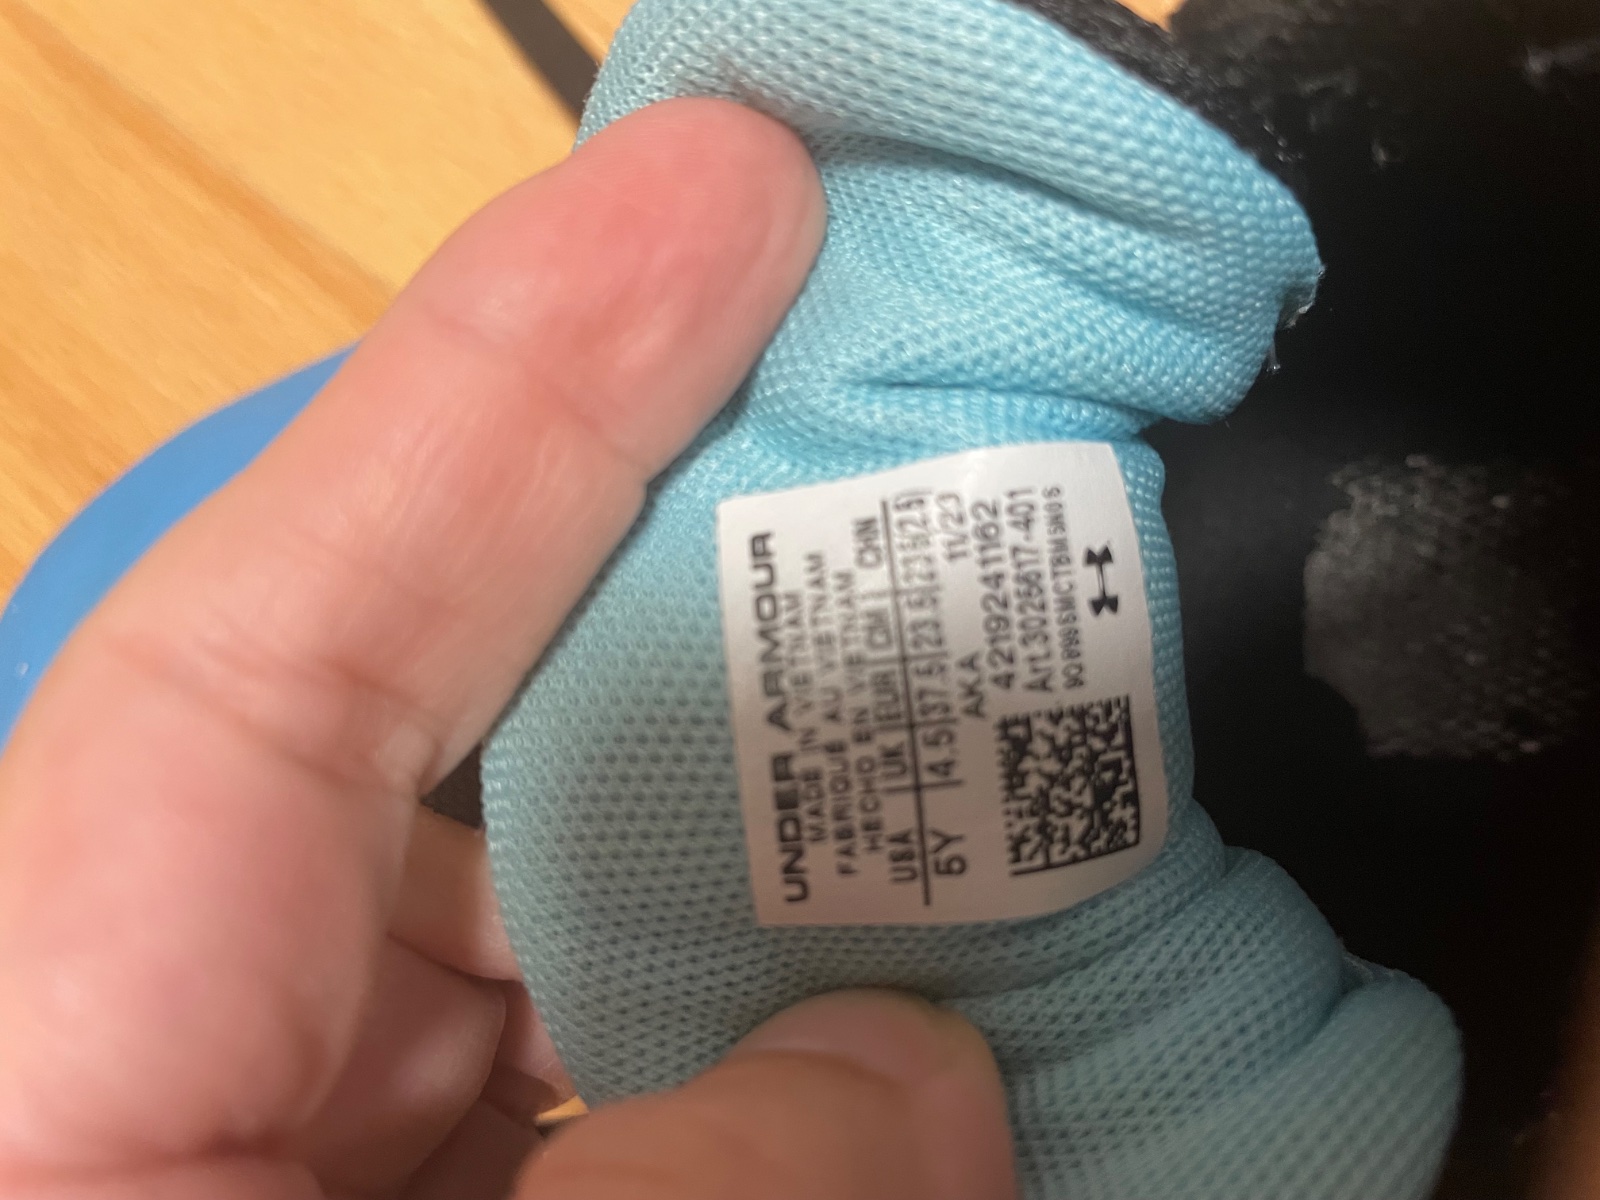 UNDER ARMOUR
MADE IN VIETNAM
FABRIQUÉ AU VIETNAM
HECHO EN VIETNAM
USA | UK | EUR | CM | CHN
5Y | 4.5 | 37.5 | 23.5 | 235(2.5)
AKA 11/23
4219241162
Art.3025617-401